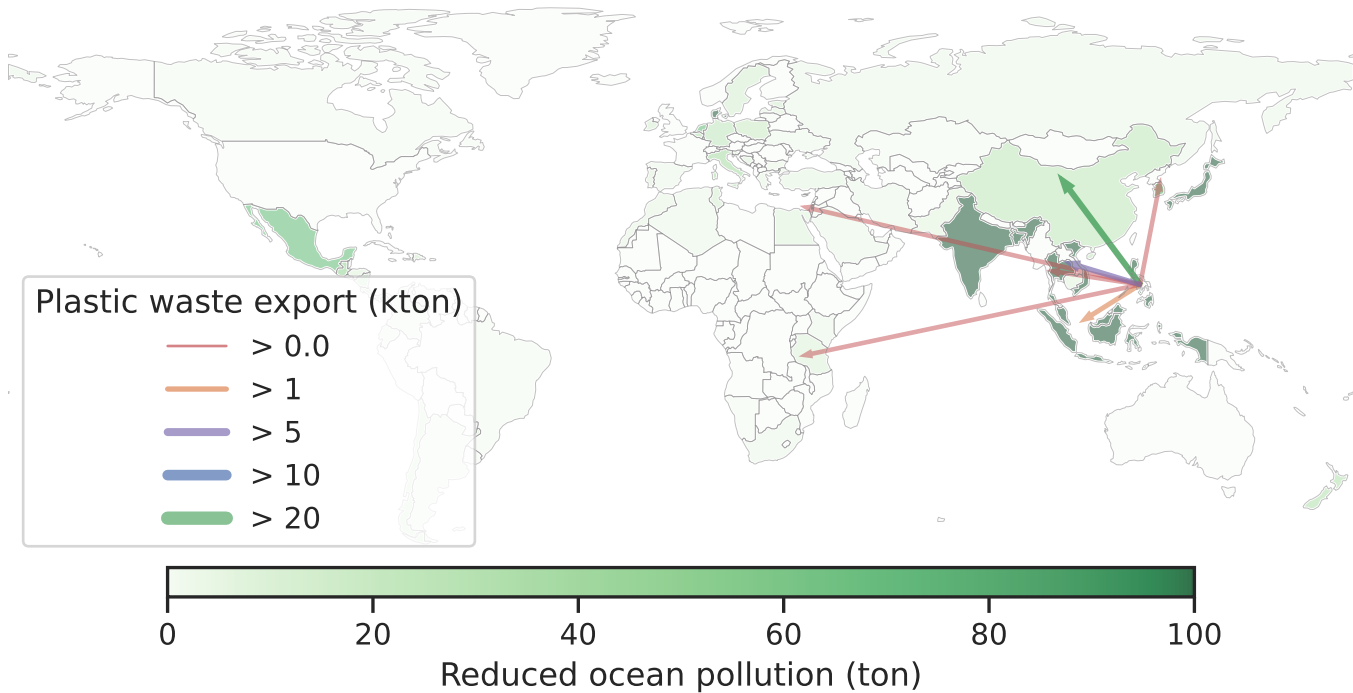 Plastic waste export (kton)
> 0.0
> 1
> 5
> 10
> 20
0 20 40 60 80 100
Reduced ocean pollution (ton)